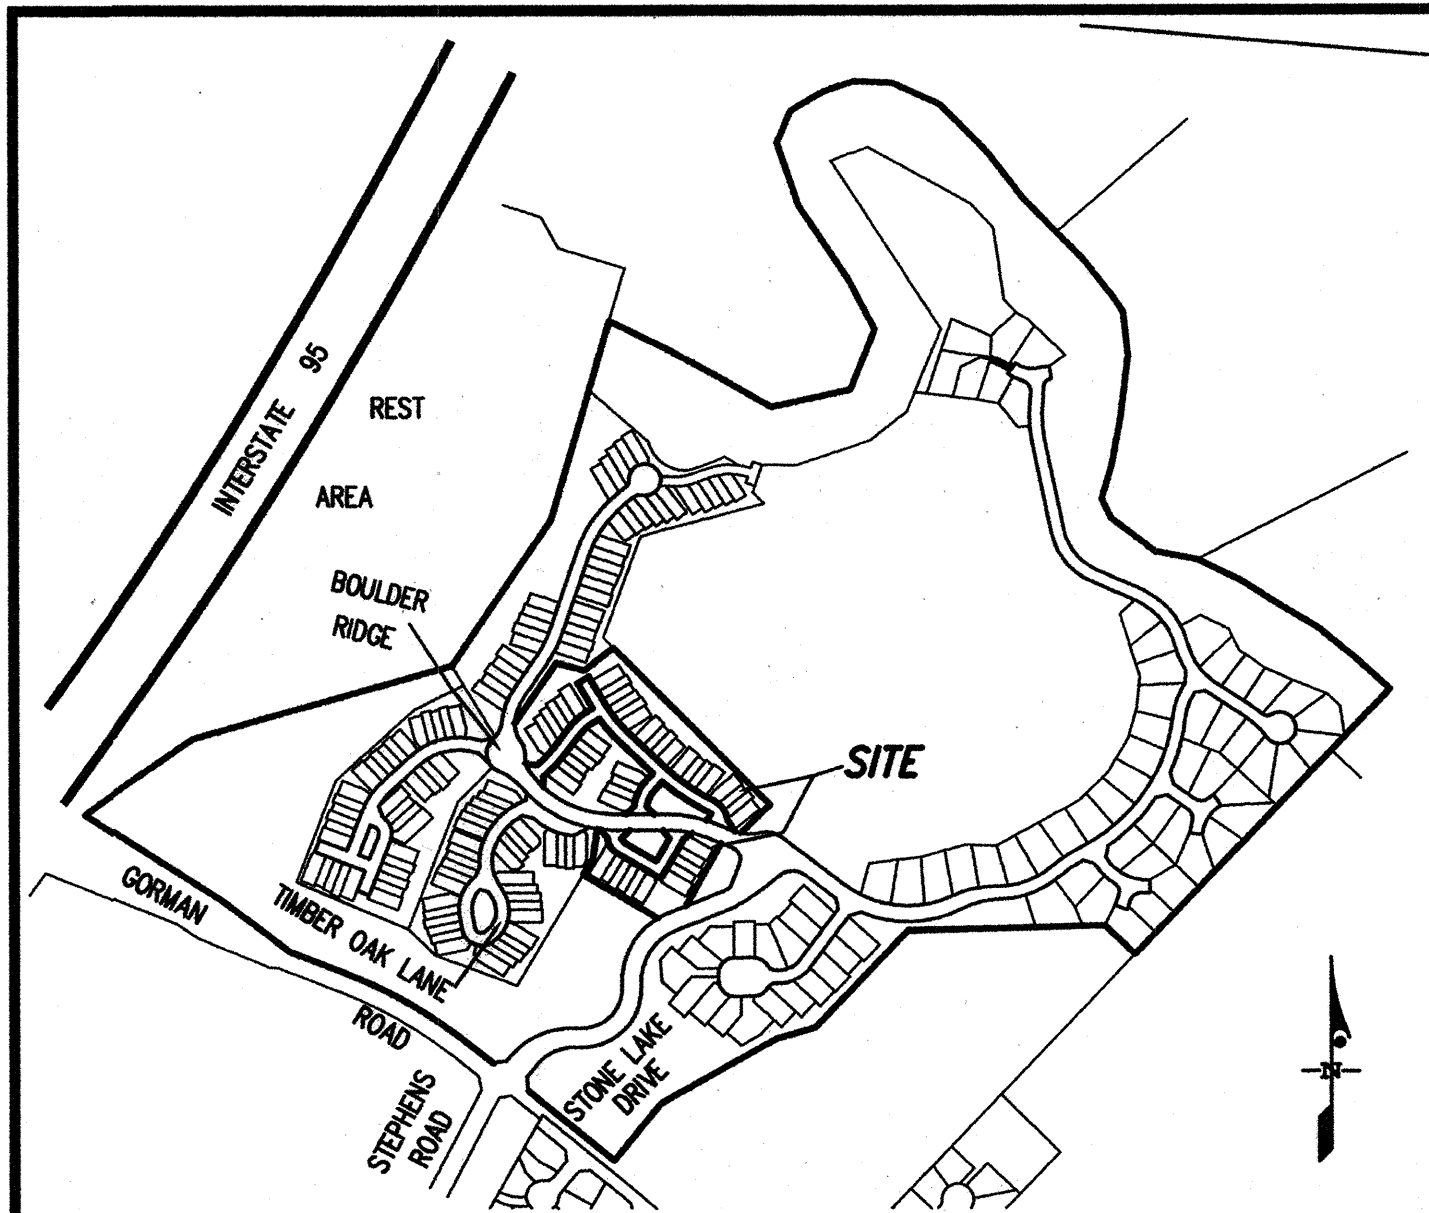 INTERSTATE 95
REST
AREA
BOULDER
RIDGE
SITE
GORMAN
TIMBER OAK LANE
ROAD
STONE LAKE
DRIVE
STEPHENS
ROAD
N